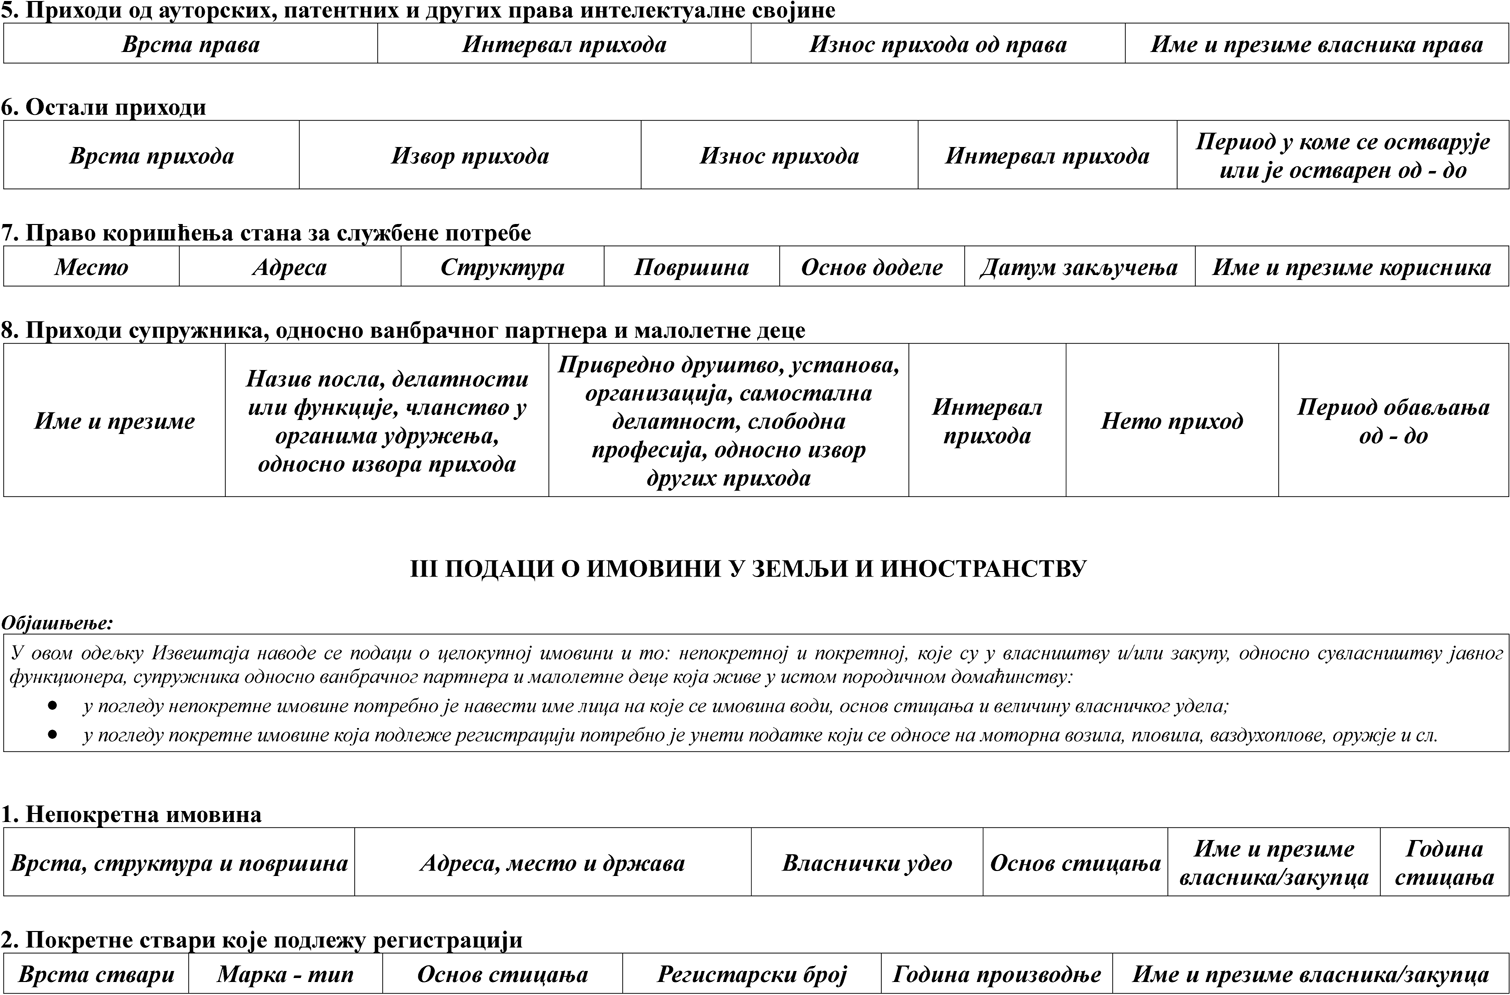 5. Приходи од ауторских, патентних и других права интелектуалне својине
Врста права Интервал прихода Износ прихода од права Име и презиме власника права
6. Остали приходи
Врста прихода Извор прихода Износ прихода Интервал прихода Период у коме се остварује
или је остварен од - до
7. Право коришћења стана за службене потребе
Место Адреса Структура Површина Основ доделе Датум закључења Име и презиме корисника
8. Приходи супружника, односно ванбрачног партнера и малолетне деце
Име и презиме
Назив посла, делатности
или функције, чланство у
органима удружења,
односно извора прихода
Привредно друштво, установа,
организација, самостална
делатност, слободна
професија, односно извор
других прихода
Интервал
прихода
Нето приход
Период обављања
од - до
III ПОДАЦИ О ИМОВИНИ У ЗЕМЉИ И ИНОСТРАНСТВУ
Објашњење:
У овом одељку Извештаја наводе се подаци о целокупној имовини и то: непокретној и покретној, које су у власништву и/или закупу, односно сувласништву јавног
функционера, супружника односно ванбрачног партнера и малолетне деце која живе у истом породичном домаћинству:
• у погледу непокретне имовине потребно је навести име лица на које се имовина води, основ стицања и величину власничког удела;
• у погледу покретне имовине која подлеже регистрацији потребно је унети податке који се односе на моторна возила, пловила, ваздухоплове, оружје и сл.
1. Непокретна имовина
Врста, структура и површина Адреса, место и држава Власнички удео Основ стицања
Име и презиме
власника/закупца
Година
стицања
2. Покретне ствари које подлежу регистрацији
Врста ствари Марка - тип Основ стицања Регистарски број Година производње Име и презиме власника/закупца